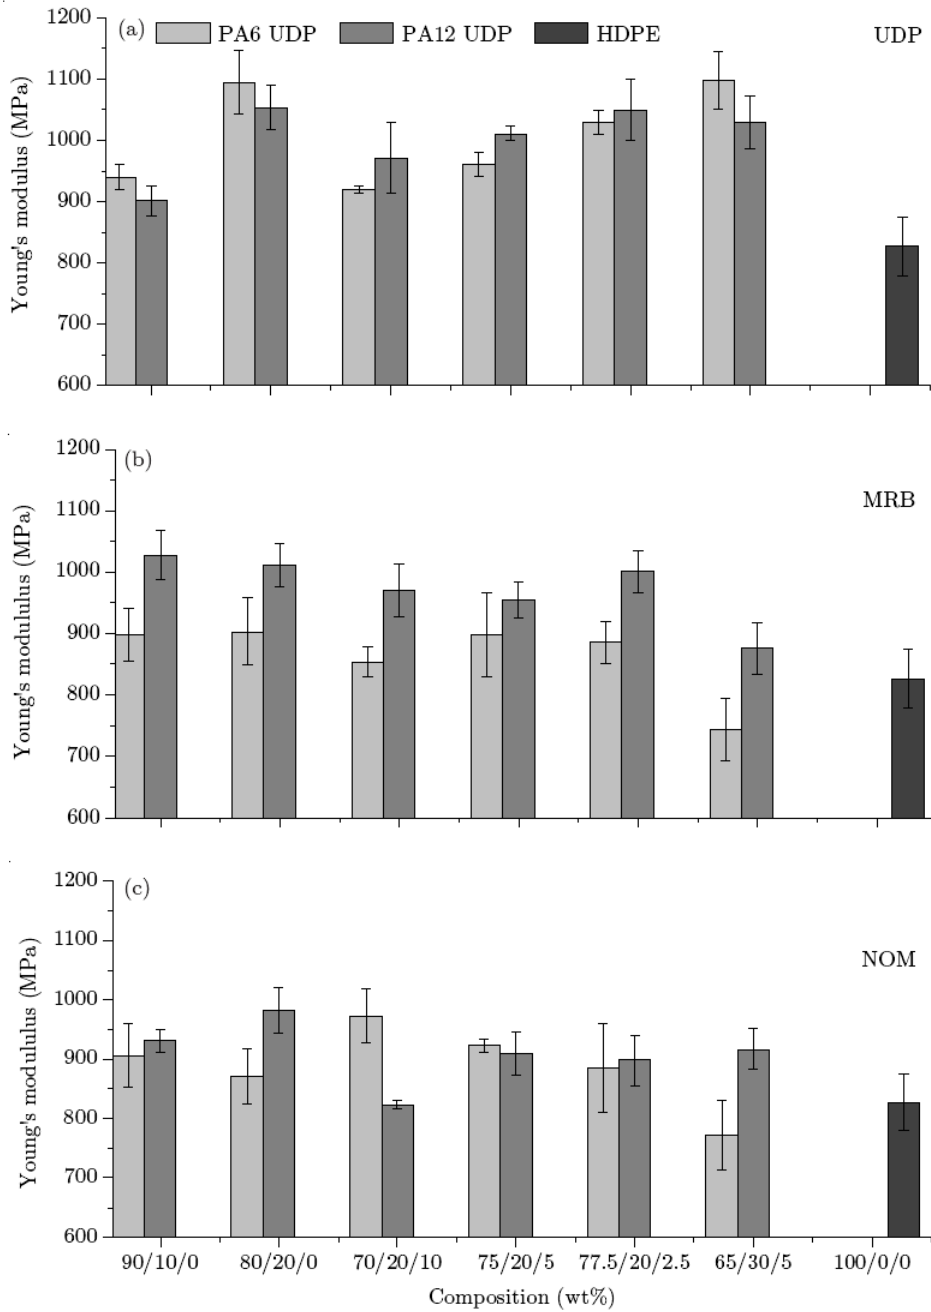 (a) PA6 UDP PA12 UDP HDPE UDP
1200
1100
1000
900
800
700
600
Young's modulus (MPa)
(b)
MRB
1200
1100
1000
900
800
700
600
Young's modululus (MPa)
(c)
NOM
1200
1100
1000
900
800
700
600
Young's modululus (MPa)
90/10/0 80/20/0 70/20/10 75/20/5 77.5/20/2.5 65/30/5 100/0/0
Composition (wt%)